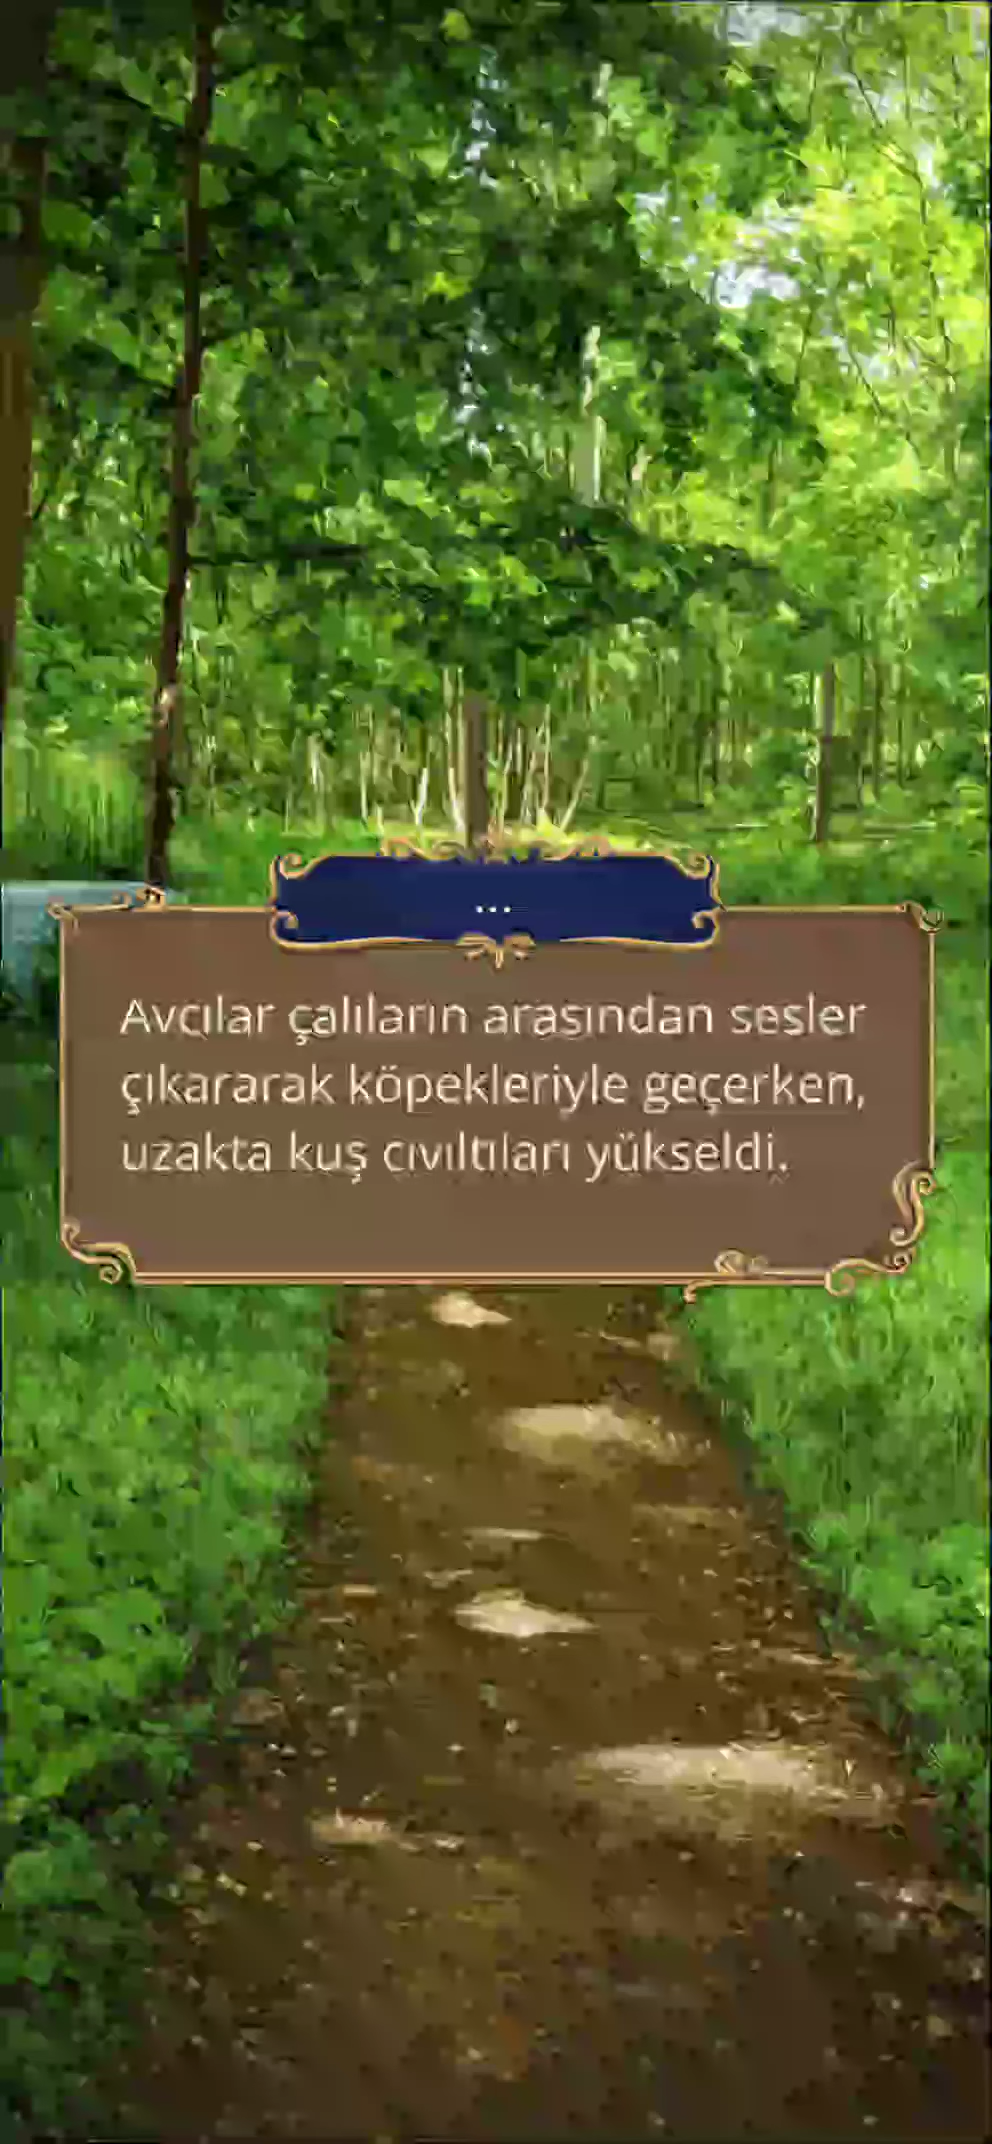 ...
Avcılar çalıların arasından sesler
çıkararak köpekleriyle geçerken,
uzakta kuş cıvıltıları yükseldi.